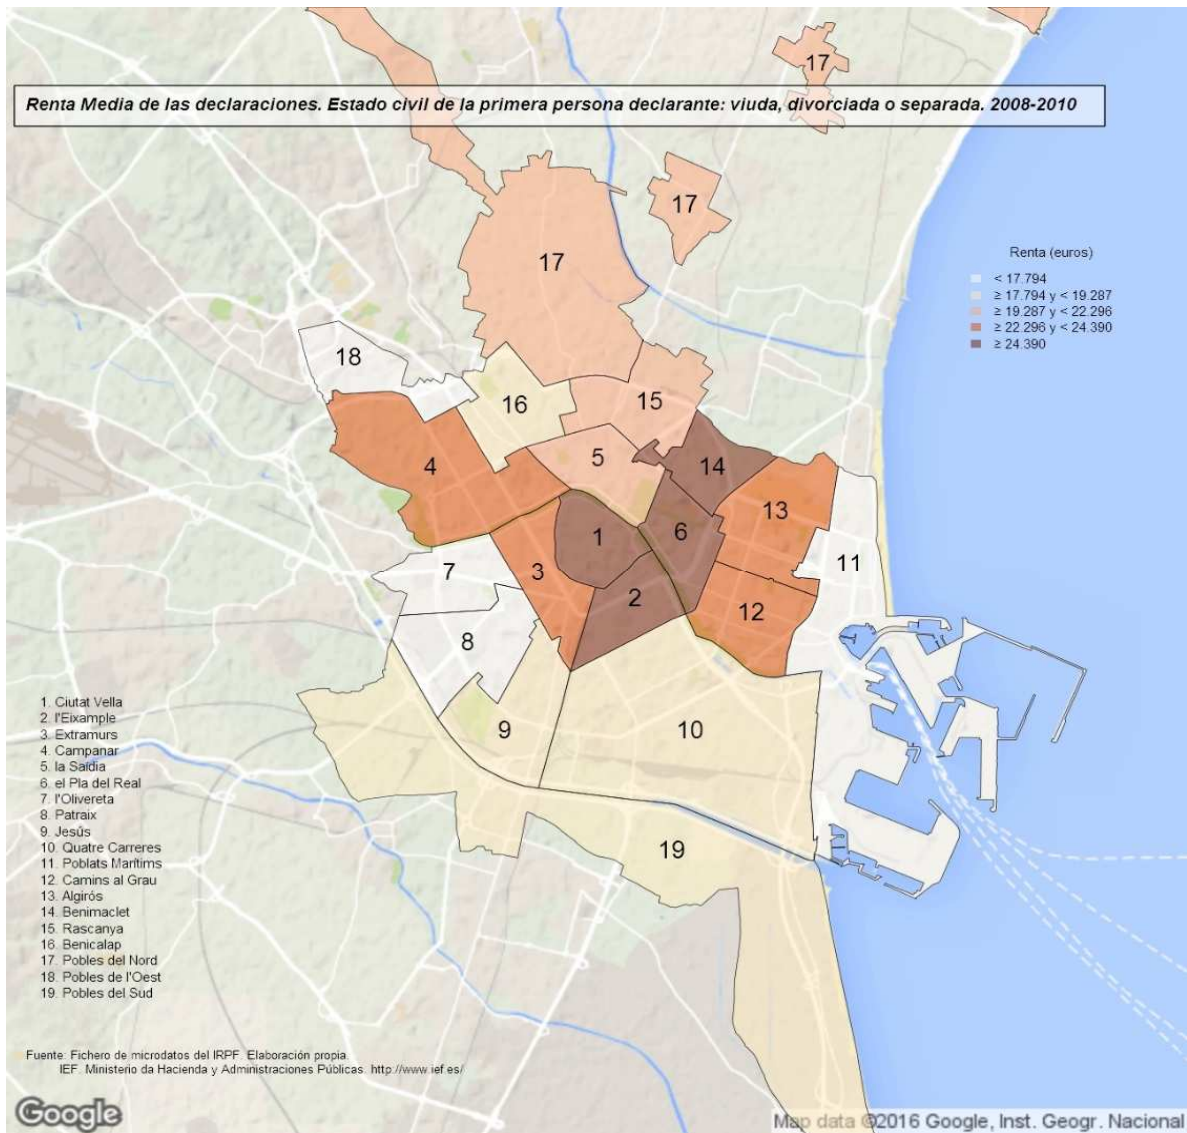 17
Renta Media de las declaraciones. Estado civil de la primera persona declarante: viuda, divorciada o separada. 2008-2010
17
17
Renta (euros)
< 17.794
≥ 17.794 y < 19.287
≥ 19.287 y < 22.296
≥ 22.296 y < 24.390
≥ 24.390
18
16
15
4
5
14
13
1
6
11
7
3
2
12
8
9
10
19
1. Ciutat Vella
2. l'Eixample
3. Extramurs
4. Campanar
5. la Saïdia
6. el Pla del Real
7. l'Olivereta
8. Patraix
9. Jesús
10. Quatre Carreres
11. Poblats Marítims
12. Camins al Grau
13. Algirós
14. Benimaclet
15. Rascanya
16. Benicalap
17. Pobles del Nord
18. Pobles de l'Oest
19. Pobles del Sud
Fuente: Fichero de microdatos del IRPF. Elaboración propia.
IEF. Ministerio da Hacienda y Administraciones Públicas. http://www.ief.es/
Google
Map data ©2016 Google, Inst. Geogr. Nacional